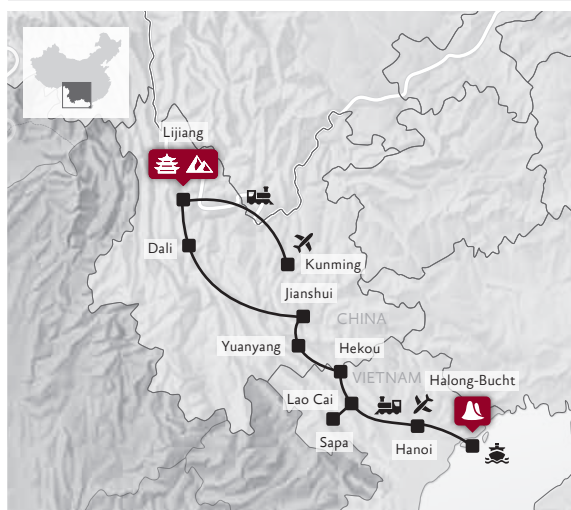 Lijiang
Dali
Kunming
Jianshui
CHINA
Yuanyang
Hekou
VIETNAM
Halong-Bucht
Lao Cai
Sapa
Hanoi